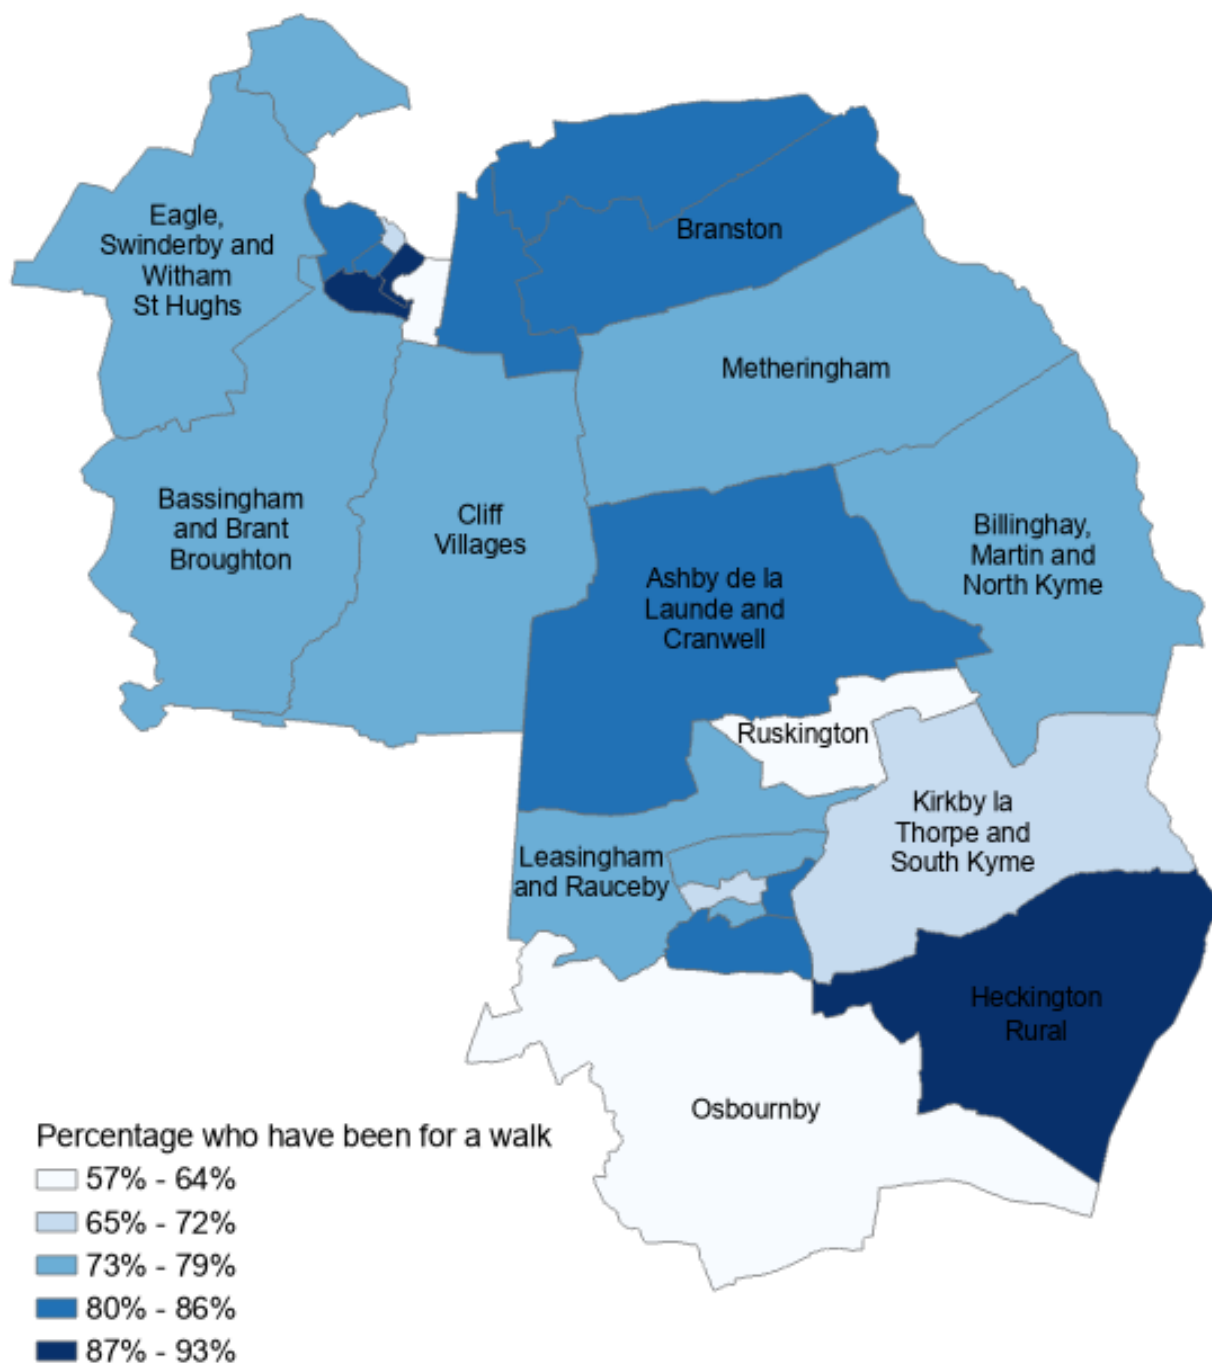 Eagle,
Swinderby and
Witham
St Hughs
Branston
Metheringham
Bassingham
and Brant
Broughton
Cliff
Villages
Billinghay,
Martin and
North Kyme
Ashby de la
Launde and
Cranwell
Ruskington
Kirkby la
Thorpe and
South Kyme
Leasingham
and Rauceby
Heckington
Rural
Osbournby
Percentage who have been for a walk
57% - 64%
65% - 72%
73% - 79%
80% - 86%
87% - 93%